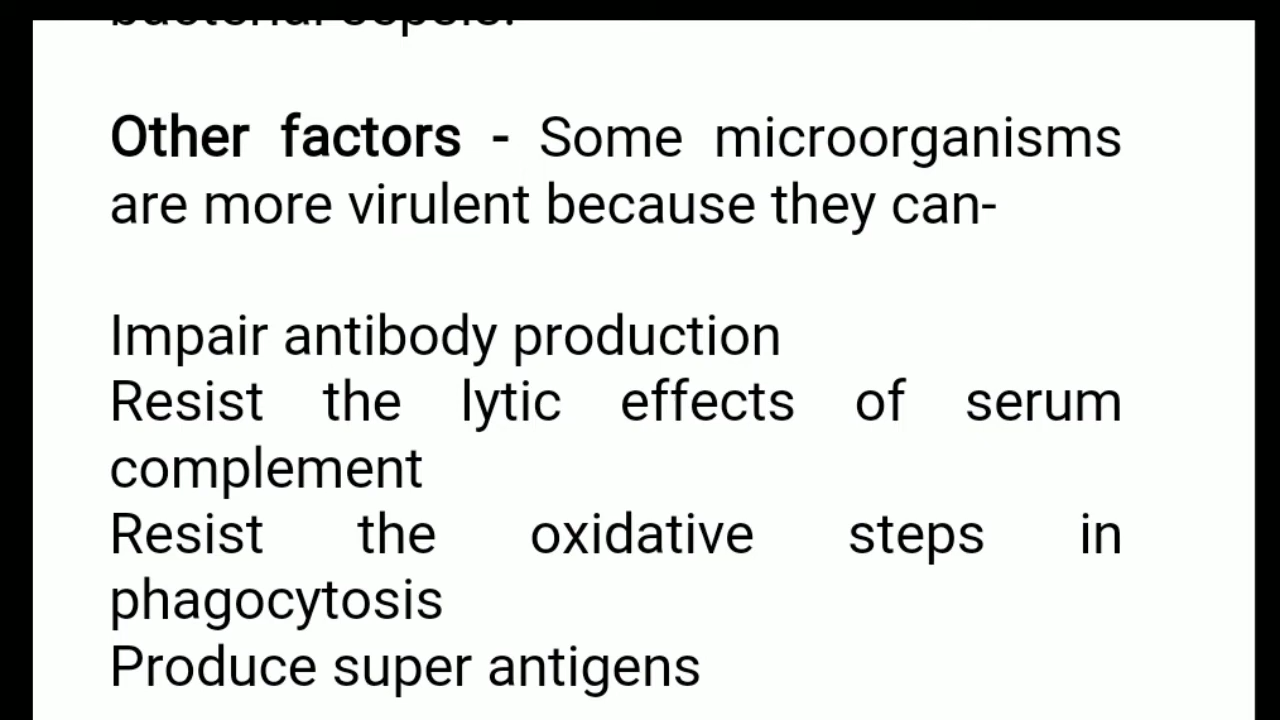 Other factors - Some microorganisms
are more virulent because they can-
Impair antibody production
Resist the lytic effects of serum
complement
Resist the oxidative steps in
phagocytosis
Produce super antigens